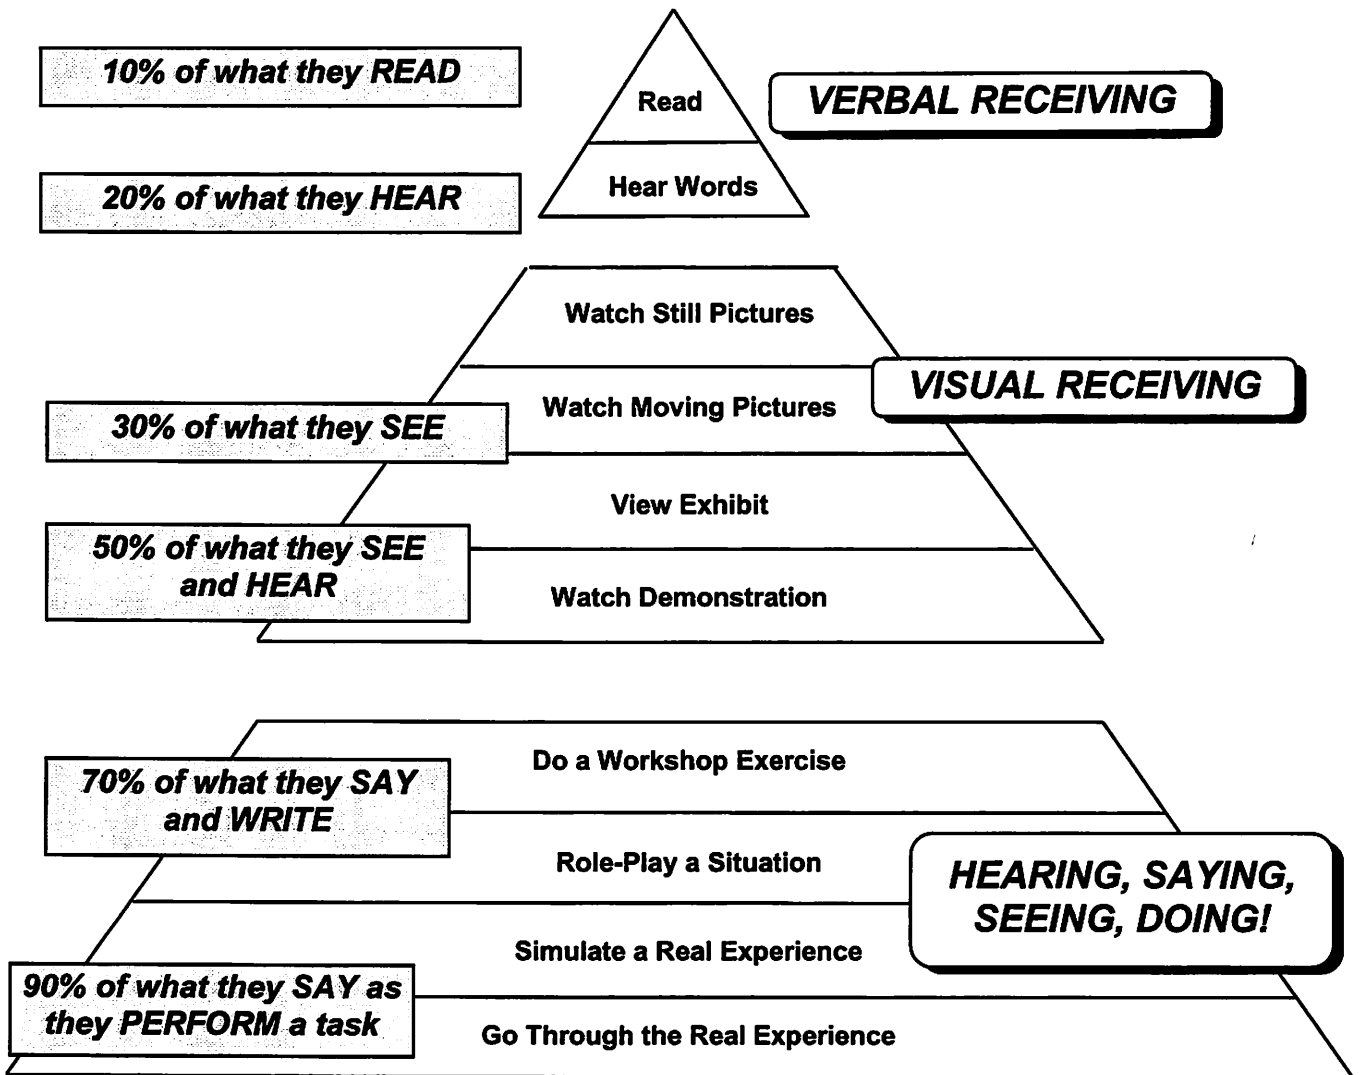 10% of what they READ
Read
VERBAL RECEIVING
20% of what they HEAR
Hear Words
Watch Still Pictures
VISUAL RECEIVING
30% of what they SEE
Watch Moving Pictures
View Exhibit
50% of what they SEE
and HEAR
Watch Demonstration
Do a Workshop Exercise
70% of what they SAY
and WRITE
Role-Play a Situation
HEARING, SAYING,
SEEING, DOING!
Simulate a Real Experience
90% of what they SAY as
they PERFORM a task
Go Through the Real Experience